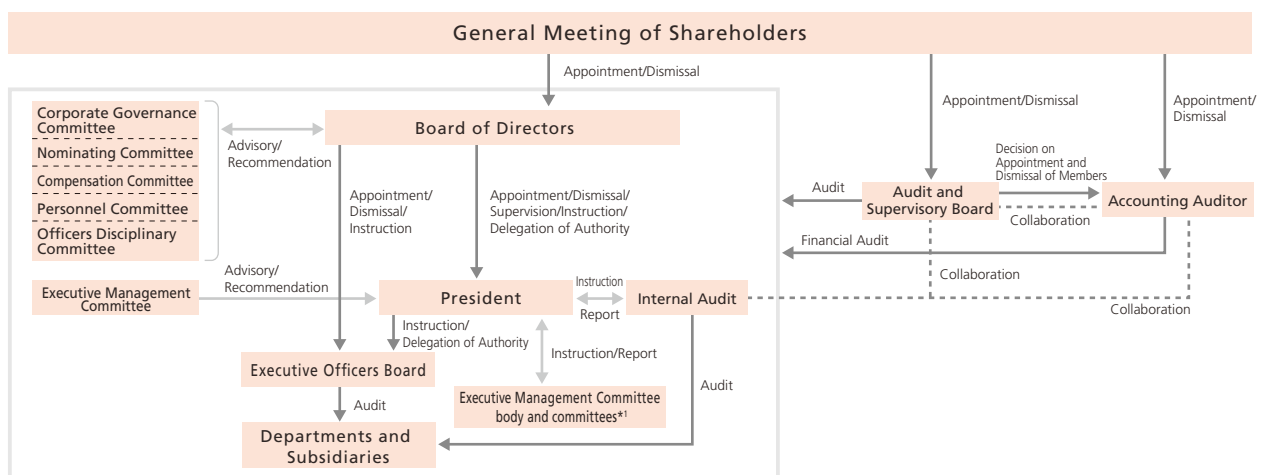 General Meeting of Shareholders
Appointment/Dismissal
Appointment/Dismissal
Appointment/
Dismissal
Corporate Governance
Committee
Nominating Committee
Compensation Committee
Personnel Committee
Officers Disciplinary
Committee
Advisory/
Recommendation
Board of Directors
Appointment/
Dismissal/
Instruction
Appointment/Dismissal/
Supervision/Instruction/
Delegation of Authority
Audit
Audit and
Supervisory Board
Decision on
Appointment and
Dismissal of Members
Collaboration
Accounting Auditor
Financial Audit
Collaboration
Collaboration
Executive Management
Committee
Advisory/
Recommendation
President
Instruction
Report
Internal Audit
Instruction/
Delegation of Authority
Instruction/Report
Executive Officers Board
Audit
Executive Management Committee
body and committees*1
Audit
Departments and
Subsidiaries